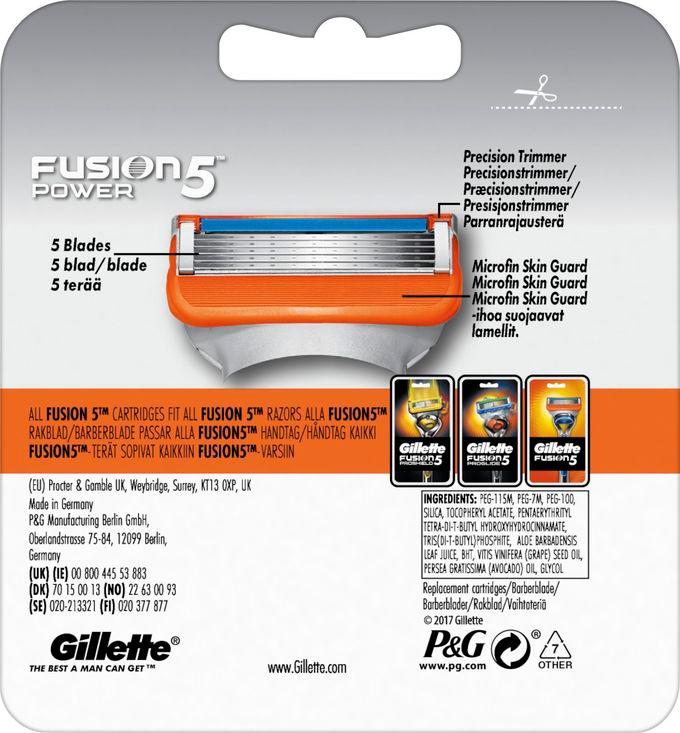 FUSION5™
POWER
Precision Trimmer
Precisionstrimmer/
Præcisionstrimmer/
Presisjonstrimmer
Parranrajausterä
5 Blades
5 blad/blade
5 terää
Microfin Skin Guard
Microfin Skin Guard
Microfin Skin Guard
-ihoa suojaavat
lamellit.
ALL FUSION 5™ CARTRIDGES FIT ALL FUSION 5™ RAZORS ALLA FUSION5™
RAKBLAD/BARBERBLADE PASSAR ALLA FUSION5™ HANDTAG/HÅNDTAG KAIKKI
FUSION5™-TERÄT SOPIVAT KAIKKIIN FUSION5™-VARSIIN
Gillette
FUSION5
PROSHIELD
Gillette
FUSION5
PROGLIDE
Gillette
FUSION5
(EU) Procter & Gamble UK, Weybridge, Surrey, KT13 0XP, UK
Made in Germany
P&G Manufacturing Berlin GmbH,
Oberlandstrasse 75-84, 12099 Berlin,
Germany
(UK) (IE) 00 800 445 53 883
(DK) 70 15 00 13 (NO) 22 63 00 93
(SE) 020-213321 (FI) 020 377 877
INGREDIENTS: PEG-115M, PEG-7M, PEG-100,
SILICA, TOCOPHERYL ACETATE, PENTAERYTHRITYL
TETRA-DI-T-BUTYL HYDROXYHYDROCINNAMATE,
TRIS(DI-T-BUTYL)PHOSPHITE, ALOE BARBADENSIS
LEAF JUICE, BHT, VITIS VINIFERA (GRAPE) SEED OIL,
PERSEA GRATISSIMA (AVOCADO) OIL, GLYCOL
Replacement cartridges/Barberblade/
Barberblader/Rakblad/Vaihtoteriä
© 2017 Gillette
Gillette®
THE BEST A MAN CAN GET™
www.Gillette.com
P&G
www.pg.com
®
7
OTHER